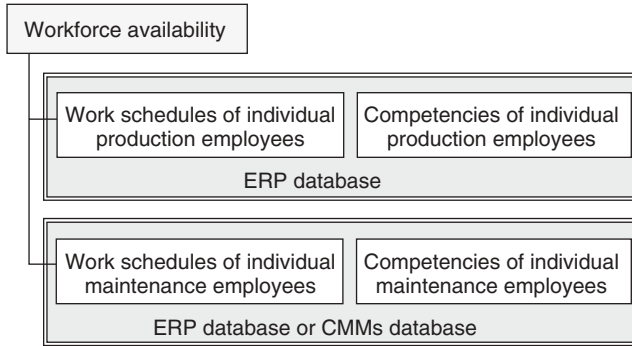 Workforce availability
Work schedules of individual
production employees
Competencies of individual
production employees
ERP database
Work schedules of individual
maintenance employees
Competencies of individual
maintenance employees
ERP database or CMMs database